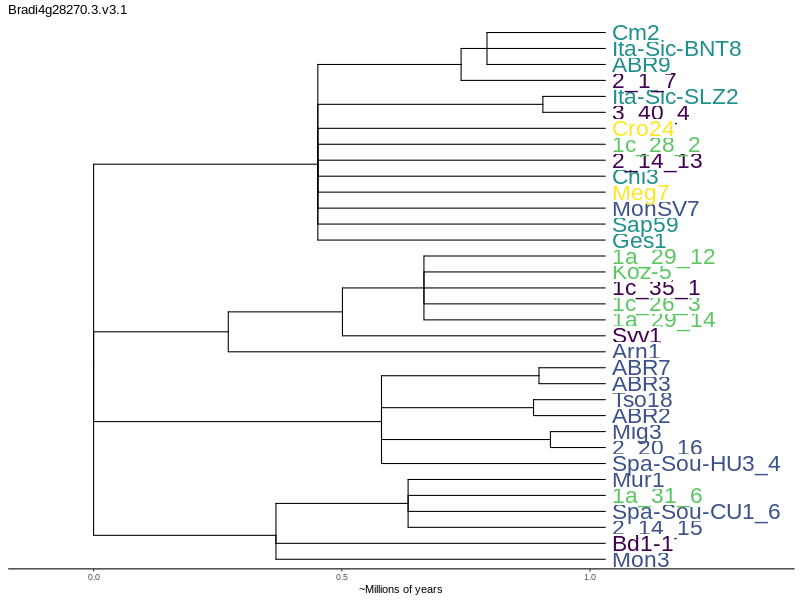 Bradi4g28270.3.v3.1
Cm2
Ita-Sic-BNT8
ABR9
2_1_7
Ita-Sic-SLZ2
3_40_4
Cro24
1c_28_2
2_14_13
Chi3
Meg7
MonSV7
Sap59
Ges1
1a_29_12
Koz-5
1c_35_1
1c_26_3
1a_29_14
Svv1
Arn1
ABR7
ABR3
Tso18
ABR2
Mig3
2_20_16
Spa-Sou-HU3_4
Mur1
1a_31_6
Spa-Sou-CU1_6
2_14_15
Bd1-1
Mon3
0.0 0.5 1.0
~Millions of years